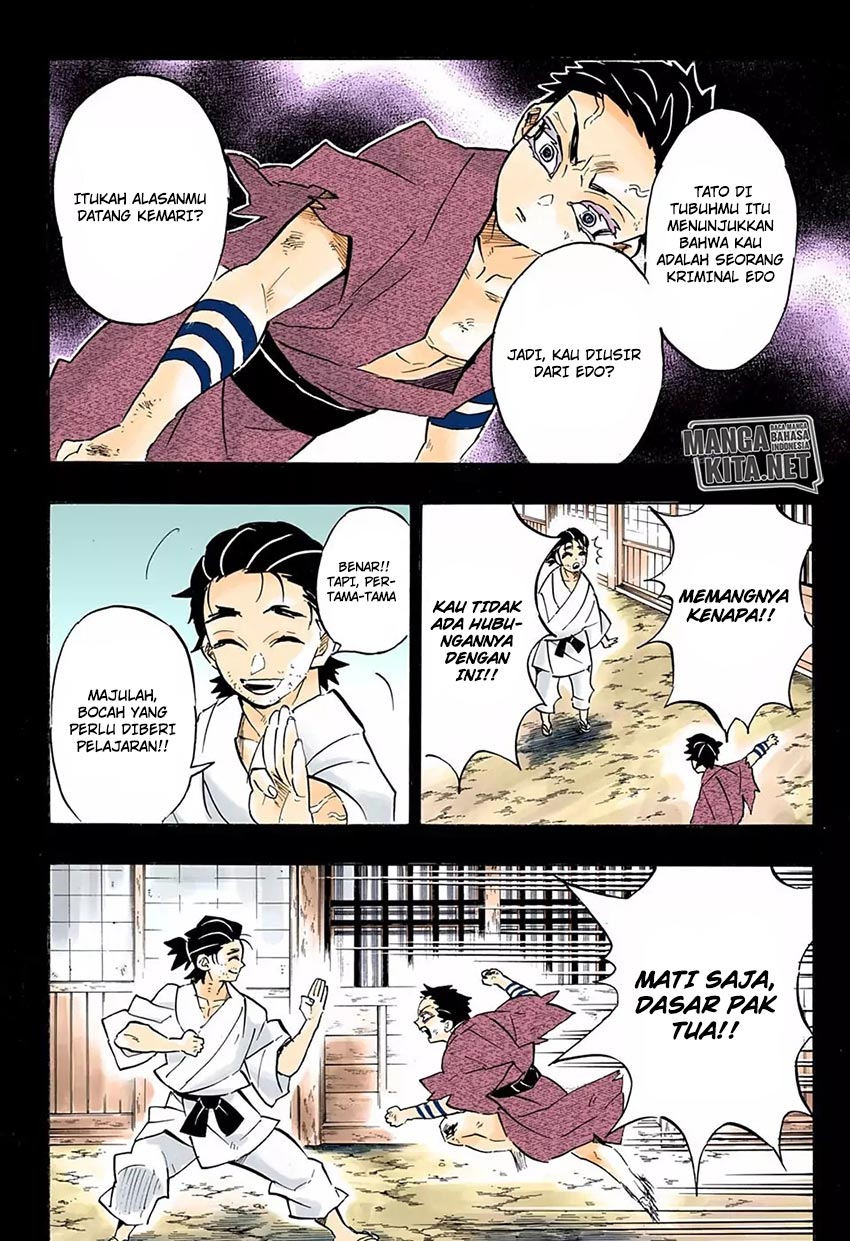 TATO DI
TUBUHMU ITU
MENUNJUKKAN
BAHWA KAU
ADALAH SEORANG
KRIMINAL EDO
JADI, KAU DIUSIR
DARI EDO?
ITUKAH ALASANMU
DATANG KEMARI?
MANGA
KITA.NET
BACA MANGA
BAHASA
INDONESIA
MEMANGNYA
KENAPA!!
KAU TIDAK
ADA HUBU-
NGANNYA
DENGAN
INI!!
BENAR!!
TAPI, PER-
TAMA-TAMA
MAJULAH,
BOCAH YANG
PERLU DIBERI
PELAJARAN!!
MATI SAJA,
DASAR PAK
TUA!!